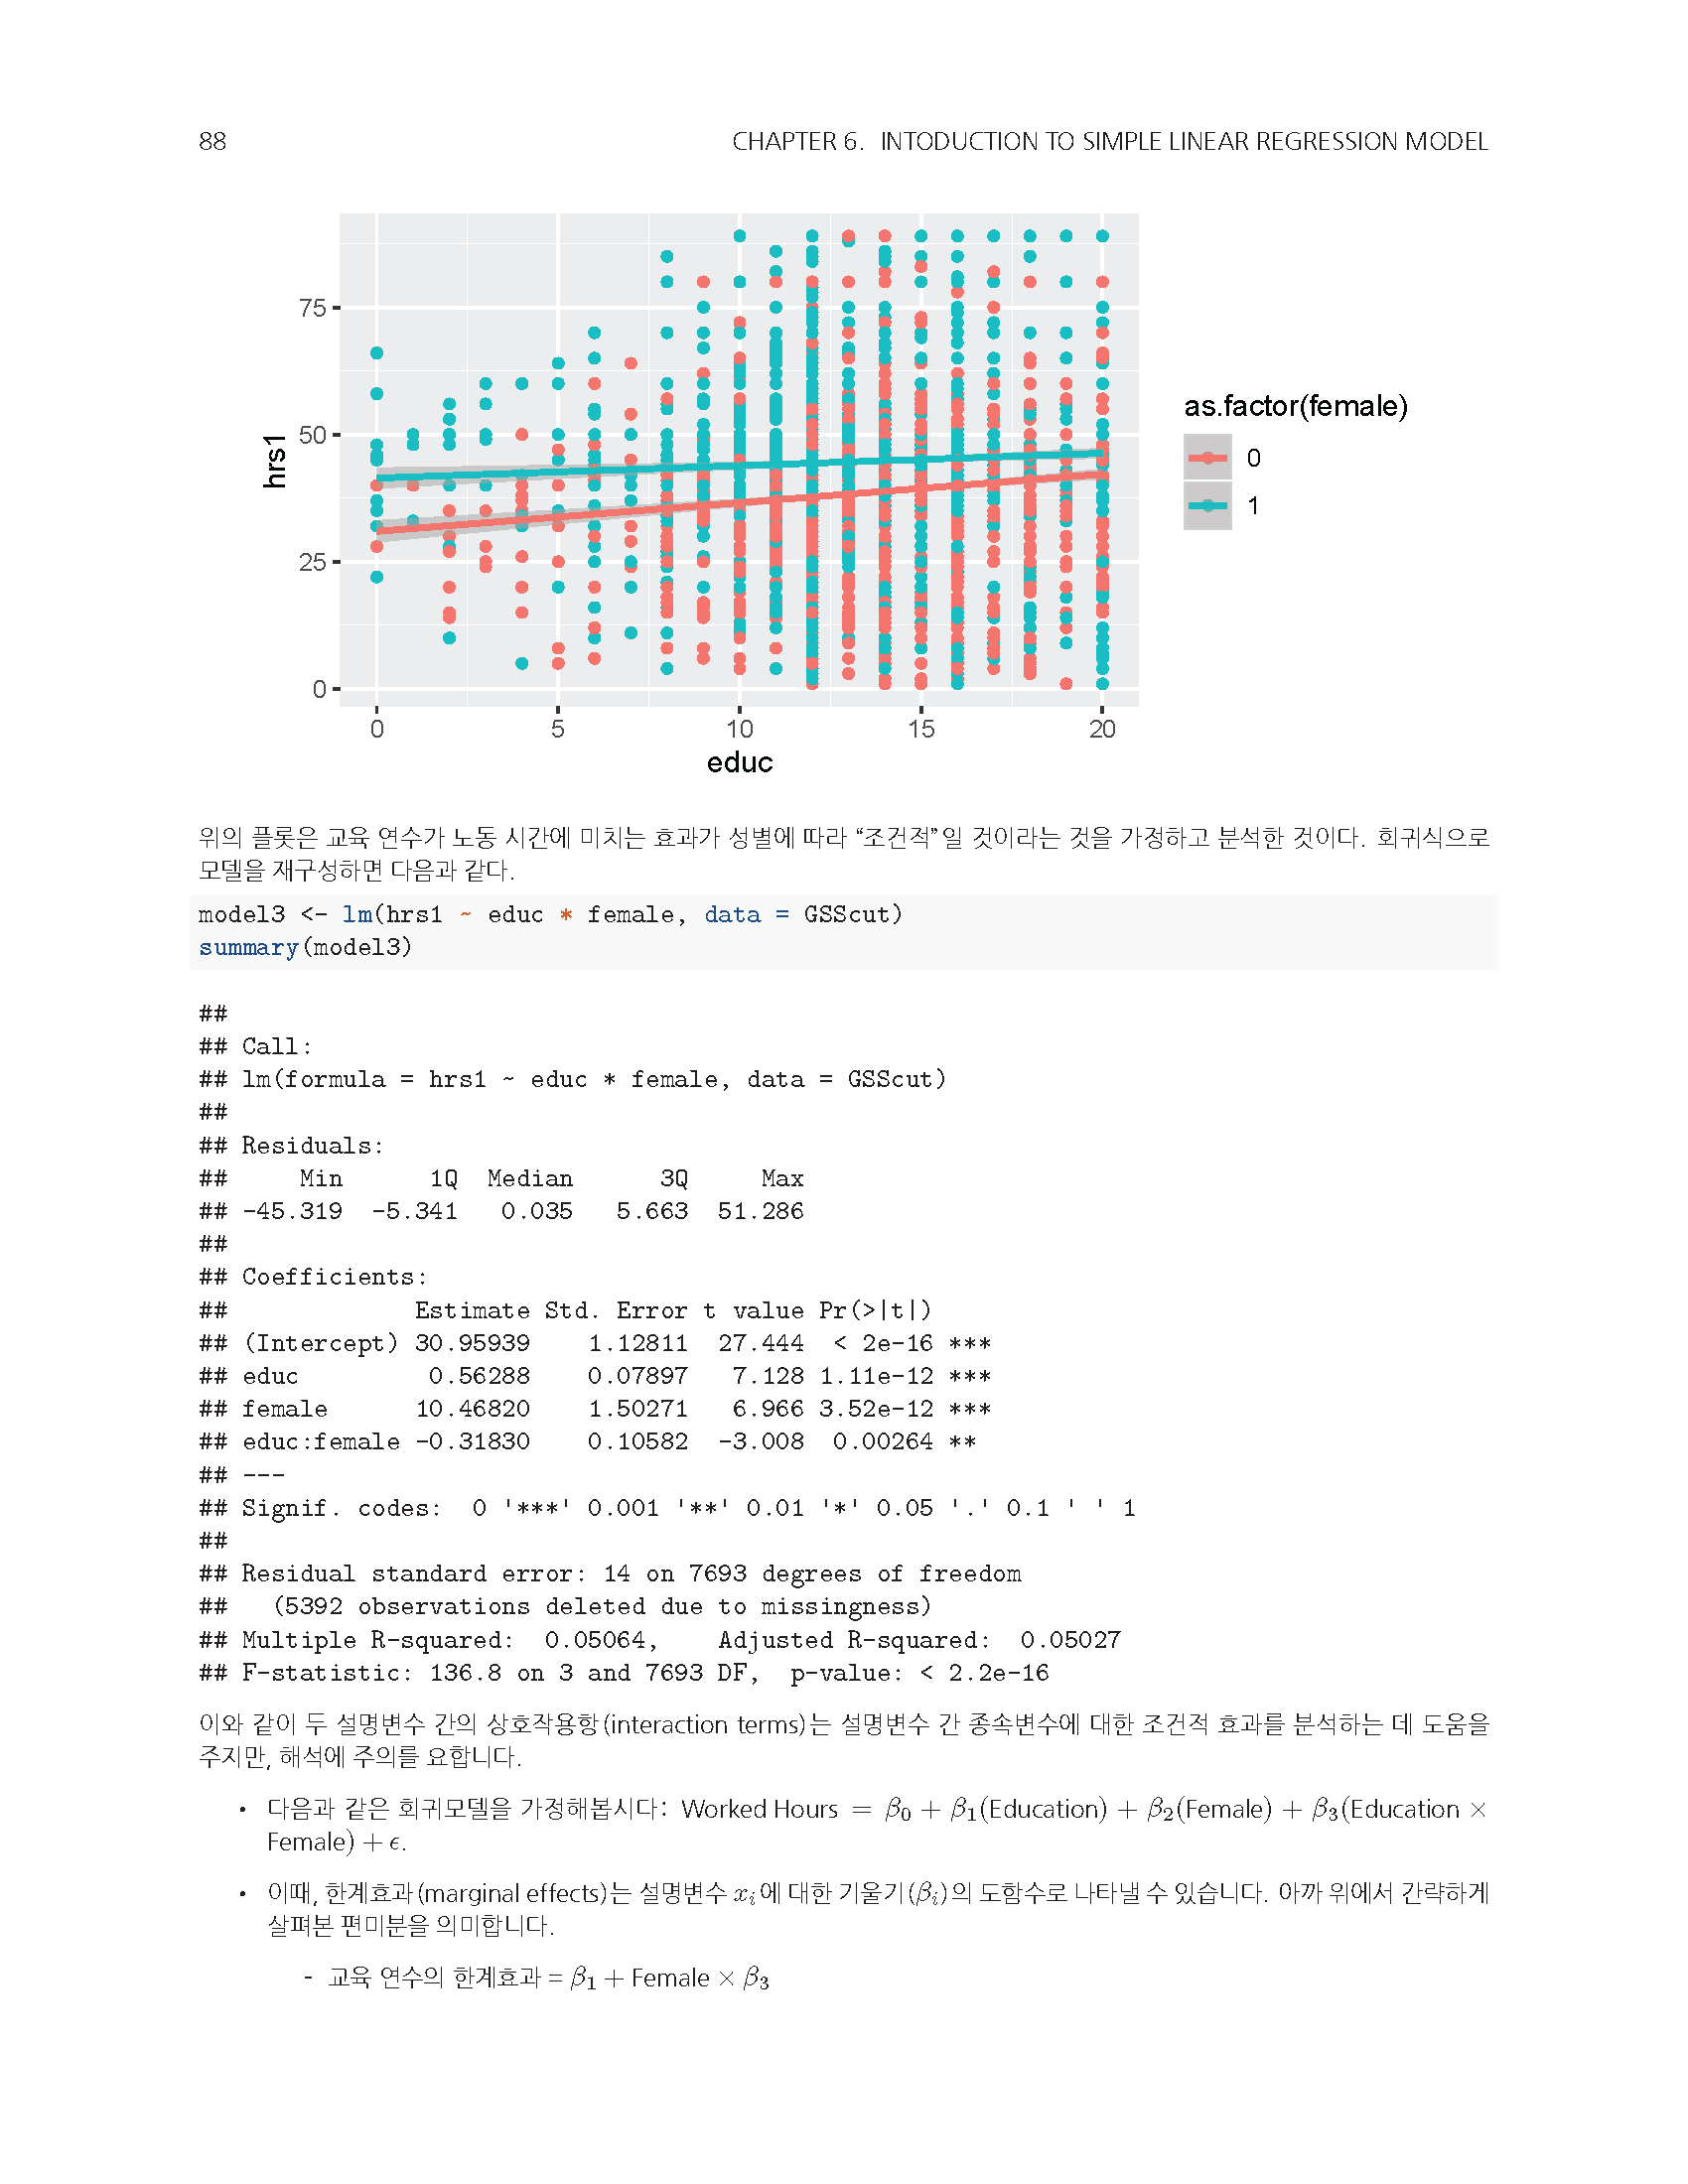 88 CHAPTER 6. INTODUCTION TO SIMPLE LINEAR REGRESSION MODEL
75
50
25
0
hrs1
0 5 10 15 20
educ
as.factor(female)
0
1
위의 플롯은 교육 연수가 노동 시간에 미치는 효과가 성별에 따라 “조건적”일 것이라는 것을 가정하고 분석한 것이다. 회귀식으로
모델을 재구성하면 다음과 같다.
model3 <- lm(hrs1 ~ educ * female, data = GSScut)
summary(model3)
##
## Call:
## lm(formula = hrs1 ~ educ * female, data = GSScut)
##
## Residuals:
##     Min      1Q  Median      3Q     Max
## -45.319  -5.341   0.035   5.663  51.286
##
## Coefficients:
##             Estimate Std. Error t value Pr(>|t|)
## (Intercept) 30.95939    1.12811  27.444  < 2e-16 ***
## educ         0.56288    0.07897   7.128 1.11e-12 ***
## female      10.46820    1.50271   6.966 3.52e-12 ***
## educ:female -0.31830    0.10582  -3.008  0.00264 **
## ---
## Signif. codes:  0 '***' 0.001 '**' 0.01 '*' 0.05 '.' 0.1 ' ' 1
##
## Residual standard error: 14 on 7693 degrees of freedom
##   (5392 observations deleted due to missingness)
## Multiple R-squared:  0.05064,    Adjusted R-squared:  0.05027
## F-statistic: 136.8 on 3 and 7693 DF,  p-value: < 2.2e-16
이와 같이 두 설명변수 간의 상호작용항(interaction terms)는 설명변수 간 종속변수에 대한 조건적 효과를 분석하는 데 도움을
주지만, 해석에 주의를 요합니다.
• 다음과 같은 회귀모델을 가정해봅시다: Worked Hours = β₀ + β₁(Education) + β₂(Female) + β₃(Education ×
Female) + ϵ.
• 이때, 한계효과(marginal effects)는 설명변수 xᵢ에 대한 기울기(βᵢ)의 도함수로 나타낼 수 있습니다. 아까 위에서 간략하게
살펴본 편미분을 의미합니다.
- 교육 연수의 한계효과 = β₁ + Female × β₃